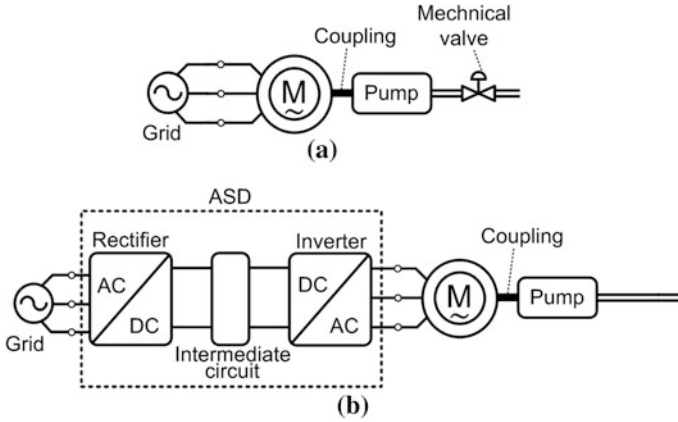 Mechnical
valve
Coupling
M
~
Pump
Grid
(a)
ASD
Rectifier
Inverter
Coupling
AC
DC
DC
AC
M
~
Pump
Grid
Intermediate
circuit
(b)